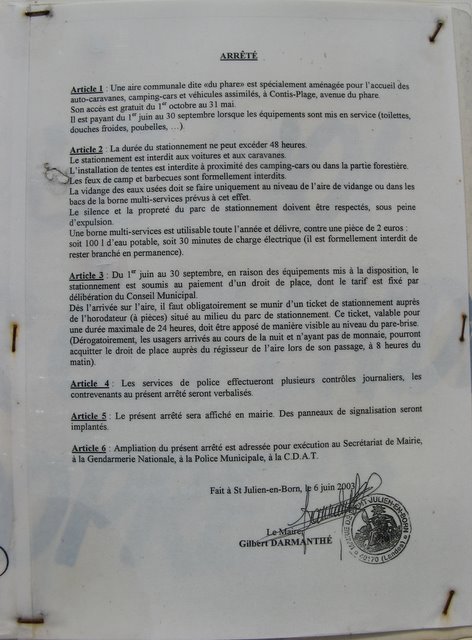 ARRÊTÉ
Article 1 : Une aire communale dite «du phare» est spécialement aménagée pour l'accueil des
auto-caravanes, camping-cars et véhicules assimilés, à Contis-Plage, avenue du phare.
Son accès est gratuit du 1er octobre au 31 mai.
Il est payant du 1er juin au 30 septembre lorsque les équipements sont mis en service (toilettes,
douches froides, poubelles, …).
Article 2 : La durée du stationnement ne peut excéder 48 heures.
Le stationnement est interdit aux voitures et aux caravanes.
L'installation de tentes est interdite à proximité des camping-cars ou dans la partie forestière.
Les feux de camp et barbecues sont formellement interdits.
La vidange des eaux usées doit se faire uniquement au niveau de l'aire de vidange ou dans les
bacs de la borne multi-services prévus à cet effet.
Le silence et la propreté du parc de stationnement doivent être respectés, sous peine
d'expulsion.
Une borne multi-services est utilisable toute l'année et délivre, contre une pièce de 2 euros :
soit 100 l d'eau potable, soit 30 minutes de charge électrique (il est formellement interdit de
rester branché en permanence).
Article 3 : Du 1er juin au 30 septembre, en raison des équipements mis à la disposition, le
stationnement est soumis au paiement d'un droit de place, dont le tarif est fixé par
délibération du Conseil Municipal.
Dès l'arrivée sur l'aire, il faut obligatoirement se munir d'un ticket de stationnement auprès
de l'horodateur (à pièces) situé au milieu du parc de stationnement. Ce ticket, valable pour
une durée maximale de 24 heures, doit être apposé de manière visible au niveau du pare-brise.
(Dérogatoirement, les usagers arrivés au cours de la nuit et n'ayant pas de monnaie, pourront
acquitter le droit de place auprès du régisseur de l'aire lors de son passage, à 8 heures du
matin).
Article 4 : Les services de police effectueront plusieurs contrôles journaliers, les
contrevenants au présent arrêté seront verbalisés.
Article 5 : Le présent arrêté sera affiché en mairie. Des panneaux de signalisation seront
implantés.
Article 6 : Ampliation du présent arrêté est adressée pour exécution au Secrétariat de Mairie,
à la Gendarmerie Nationale, à la Police Municipale, à la C.D.A.T.
Fait à St Julien-en-Born, le 6 juin 2003
Le Maire,
Gilbert DARMANTHÉ
ST JULIEN-EN-BORN
40170 (Landes)